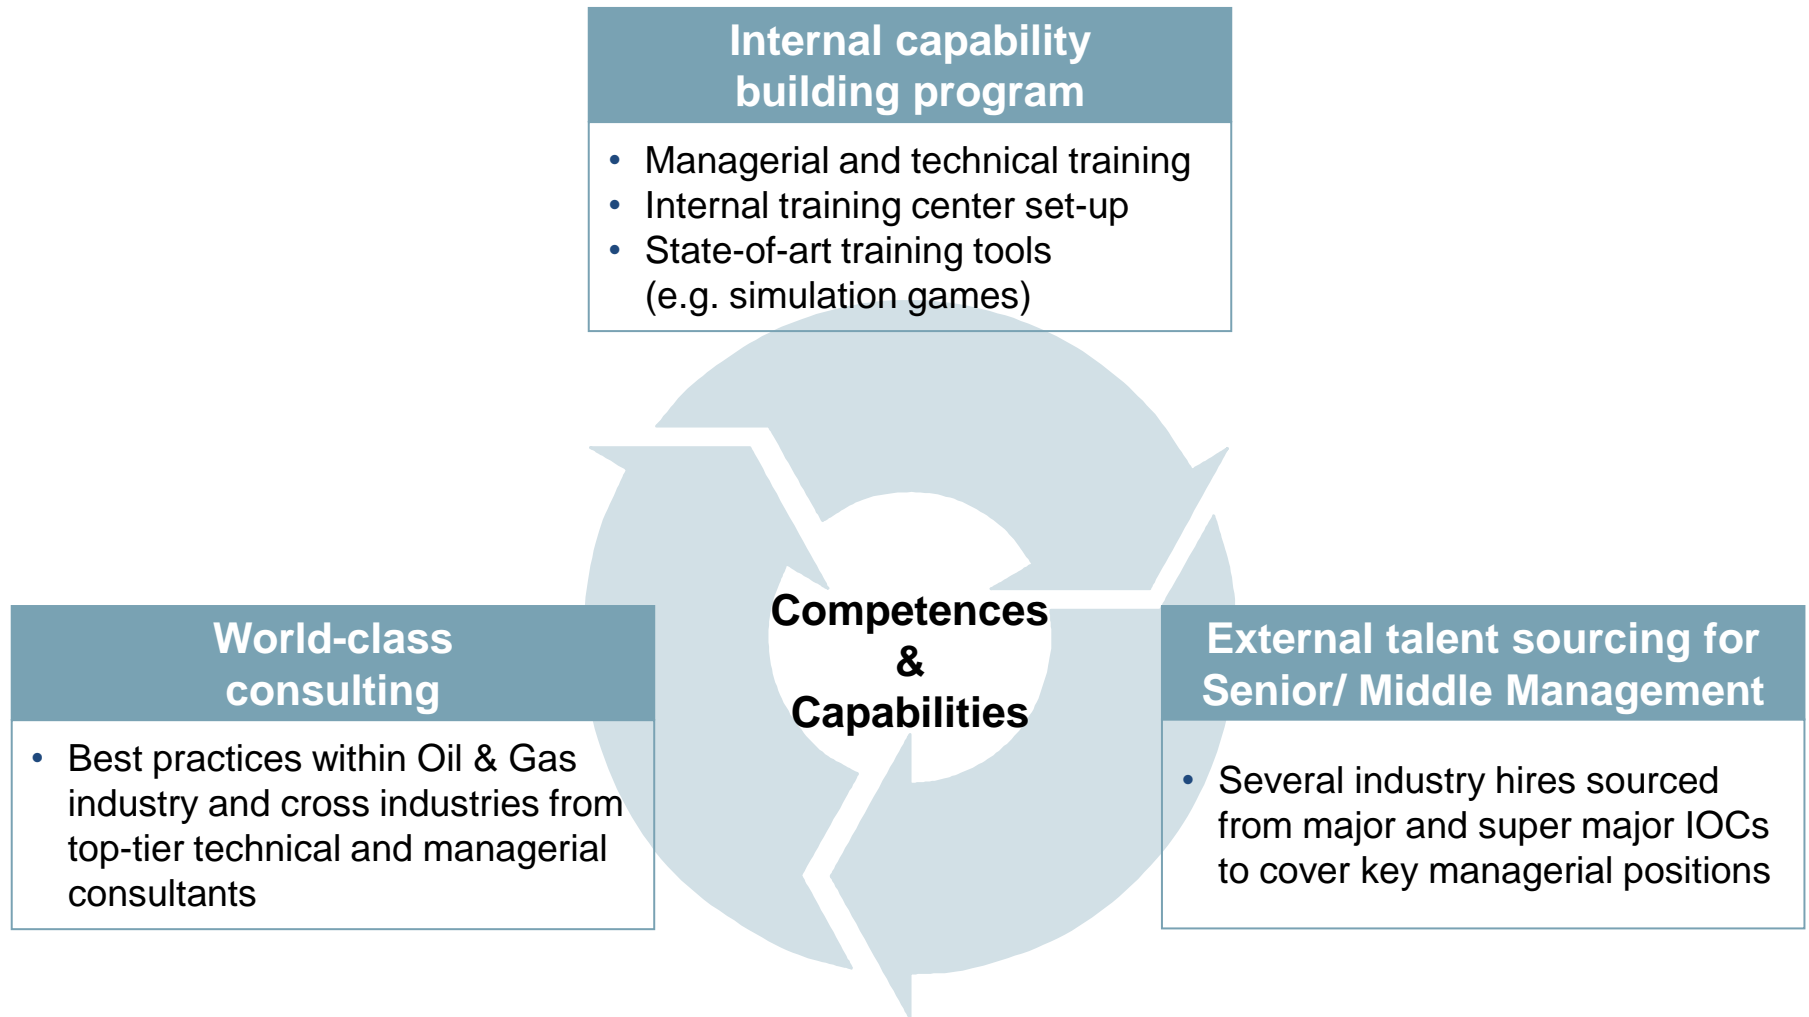 Internal capability
building program
• Managerial and technical training
• Internal training center set-up
• State-of-art training tools
(e.g. simulation games)
Competences
&
Capabilities
World-class
consulting
• Best practices within Oil & Gas
industry and cross industries from
top-tier technical and managerial
consultants
External talent sourcing for
Senior/ Middle Management
• Several industry hires sourced
from major and super major IOCs
to cover key managerial positions